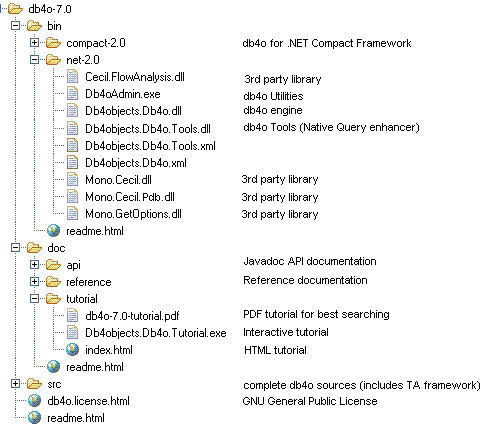 db4o-7.0
bin
compact-2.0 db4o for .NET Compact Framework
net-2.0
Cecil.FlowAnalysis.dll 3rd party library
Db4oAdmin.exe db4o Utilities
Db4objects.Db4o.dll db4o engine
Db4objects.Db4o.Tools.dll db4o Tools (Native Query enhancer)
Db4objects.Db4o.Tools.xml
Db4objects.Db4o.xml
Mono.Cecil.dll 3rd party library
Mono.Cecil.Pdb.dll 3rd party library
Mono.GetOptions.dll 3rd party library
readme.html
doc
api Javadoc API documentation
reference Reference documentation
tutorial
db4o-7.0-tutorial.pdf PDF tutorial for best searching
Db4objects.Db4o.Tutorial.exe Interactive tutorial
index.html HTML tutorial
readme.html
src complete db4o sources (includes TA framework)
db4o.license.html GNU General Public License
readme.html